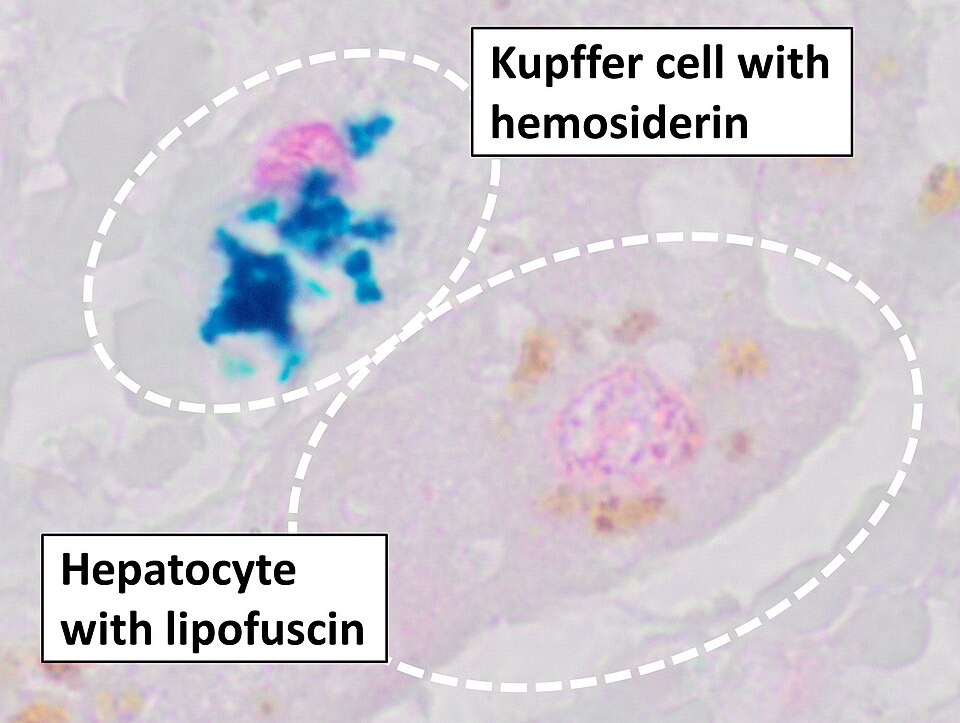 Kupffer cell with
hemosiderin
Hepatocyte
with lipofuscin